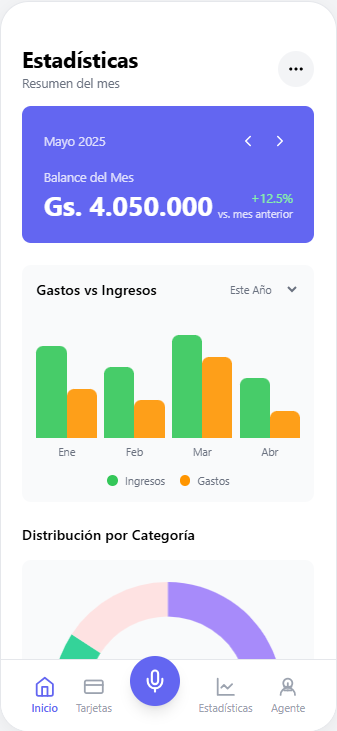 Estadísticas
Resumen del mes
Mayo 2025
Balance del Mes
Gs. 4.050.000
+12.5%
vs. mes anterior
Gastos vs Ingresos
Este Año
Ene Feb Mar Abr
Ingresos Gastos
Distribución por Categoría
Inicio Tarjetas Estadísticas Agente